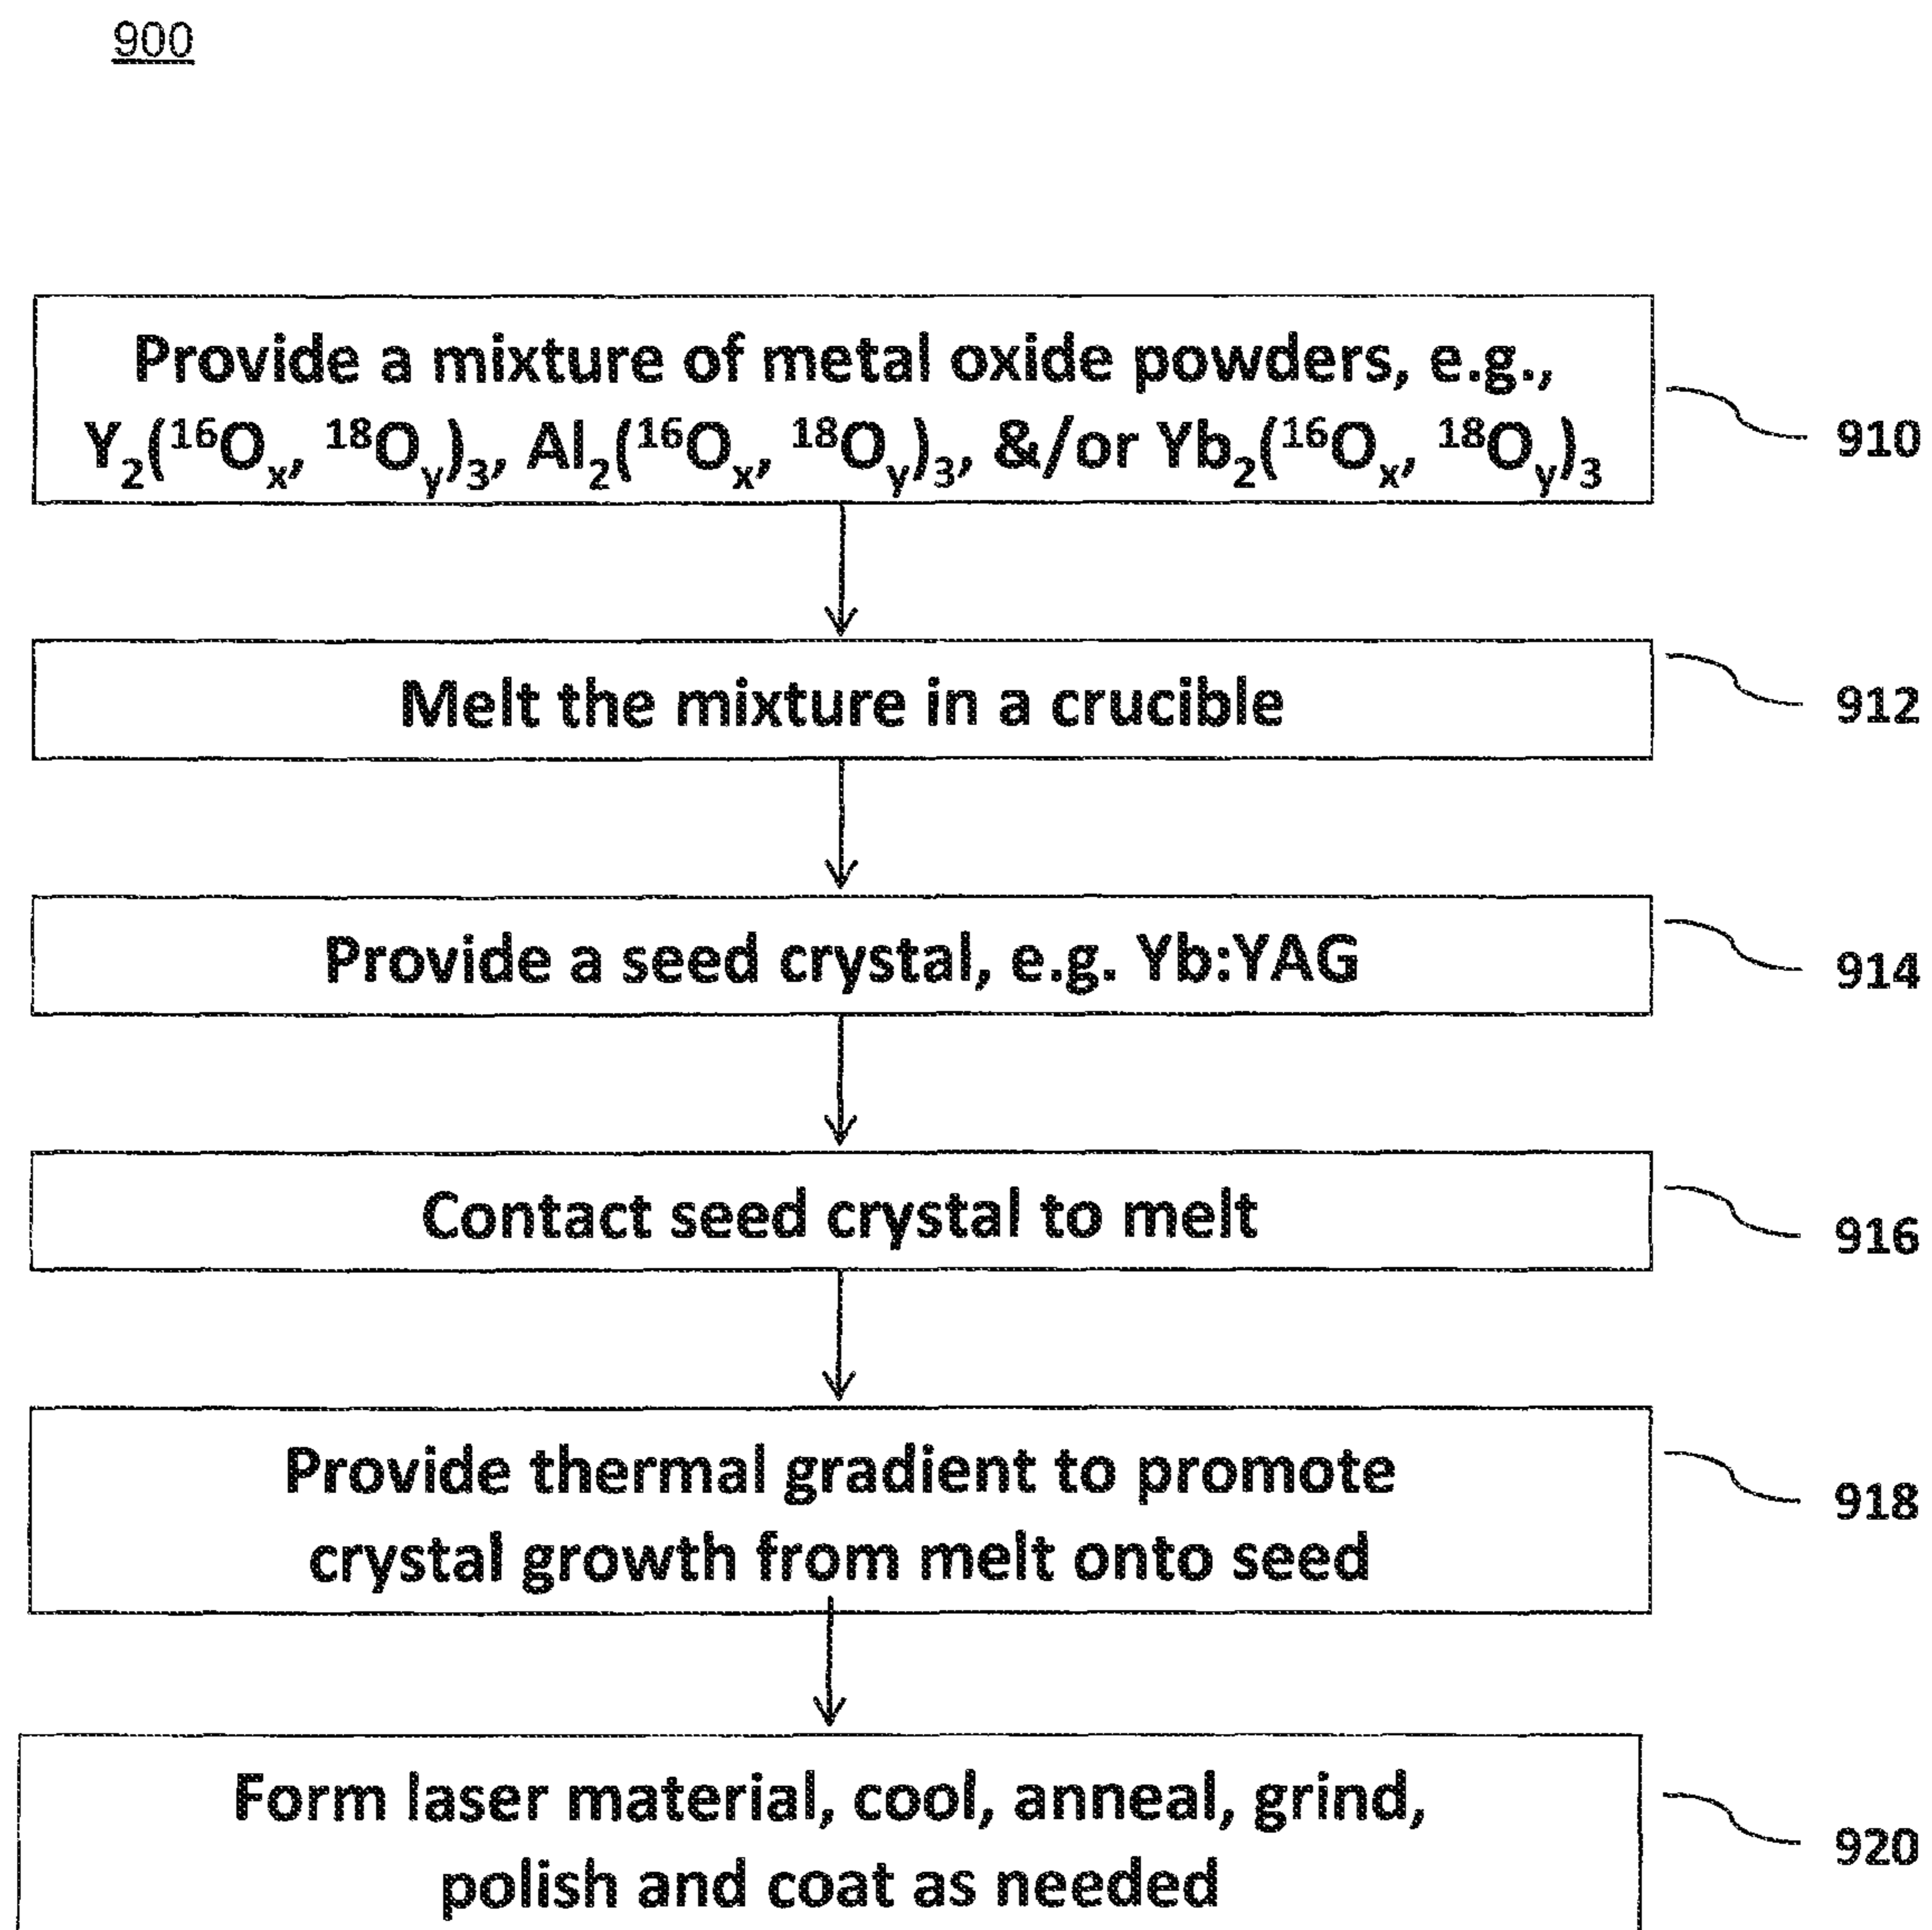 900
Provide a mixture of metal oxide powders, e.g.,
Y₂(¹⁶Oₓ, ¹⁸Oᵧ)₃, Al₂(¹⁶Oₓ, ¹⁸Oᵧ)₃, &/or Yb₂(¹⁶Oₓ, ¹⁸Oᵧ)₃
910
Melt the mixture in a crucible
912
Provide a seed crystal, e.g. Yb:YAG
914
Contact seed crystal to melt
916
Provide thermal gradient to promote
crystal growth from melt onto seed
918
Form laser material, cool, anneal, grind,
polish and coat as needed
920